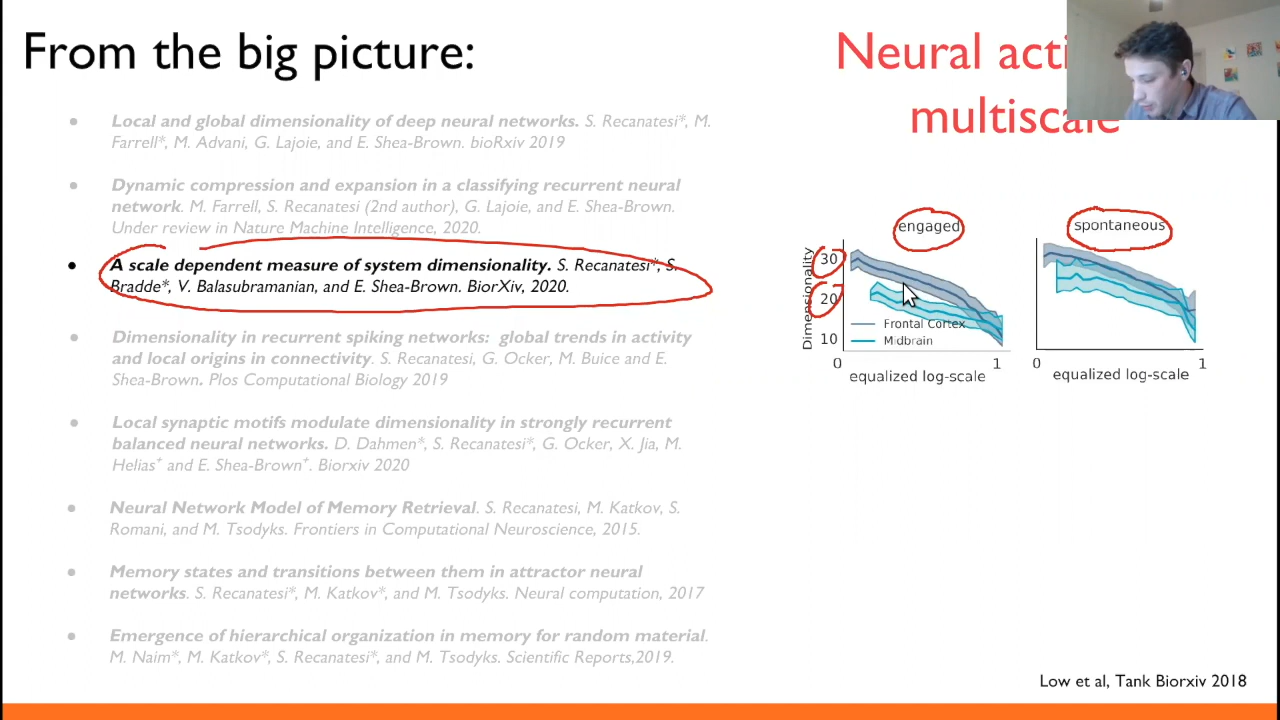 From the big picture:
Neural acti
multiscale
● Local and global dimensionality of deep neural networks. S. Recanatesi*, M.
Farrell*, M. Advani, G. Lajoie, and E. Shea-Brown. bioRxiv 2019
● Dynamic compression and expansion in a classifying recurrent neural
network. M. Farrell, S. Recanatesi (2nd author), G. Lajoie, and E. Shea-Brown.
Under review in Nature Machine Intelligence, 2020.
● A scale dependent measure of system dimensionality. S. Recanatesi*, S.
Bradde*, V. Balasubramanian, and E. Shea-Brown. BiorXiv, 2020.
● Dimensionality in recurrent spiking networks: global trends in activity
and local origins in connectivity. S. Recanatesi, G. Ocker, M. Buice and E.
Shea-Brown. Plos Computational Biology 2019
● Local synaptic motifs modulate dimensionality in strongly recurrent
balanced neural networks. D. Dahmen*, S. Recanatesi*, G. Ocker, X. Jia, M.
Helias⁺ and E. Shea-Brown⁺. Biorxiv 2020
● Neural Network Model of Memory Retrieval. S. Recanatesi, M. Katkov, S.
Romani, and M. Tsodyks. Frontiers in Computational Neuroscience, 2015.
● Memory states and transitions between them in attractor neural
networks. S. Recanatesi*, M. Katkov*, and M. Tsodyks. Neural computation, 2017
● Emergence of hierarchical organization in memory for random material.
M. Naim*, M. Katkov*, S. Recanatesi*, and M. Tsodyks. Scientific Reports,2019.
engaged
Dimensionality
30
20
10
Frontal Cortex
Midbrain
0 1
equalized log-scale
spontaneous
0 1
equalized log-scale
Low et al, Tank Biorxiv 2018